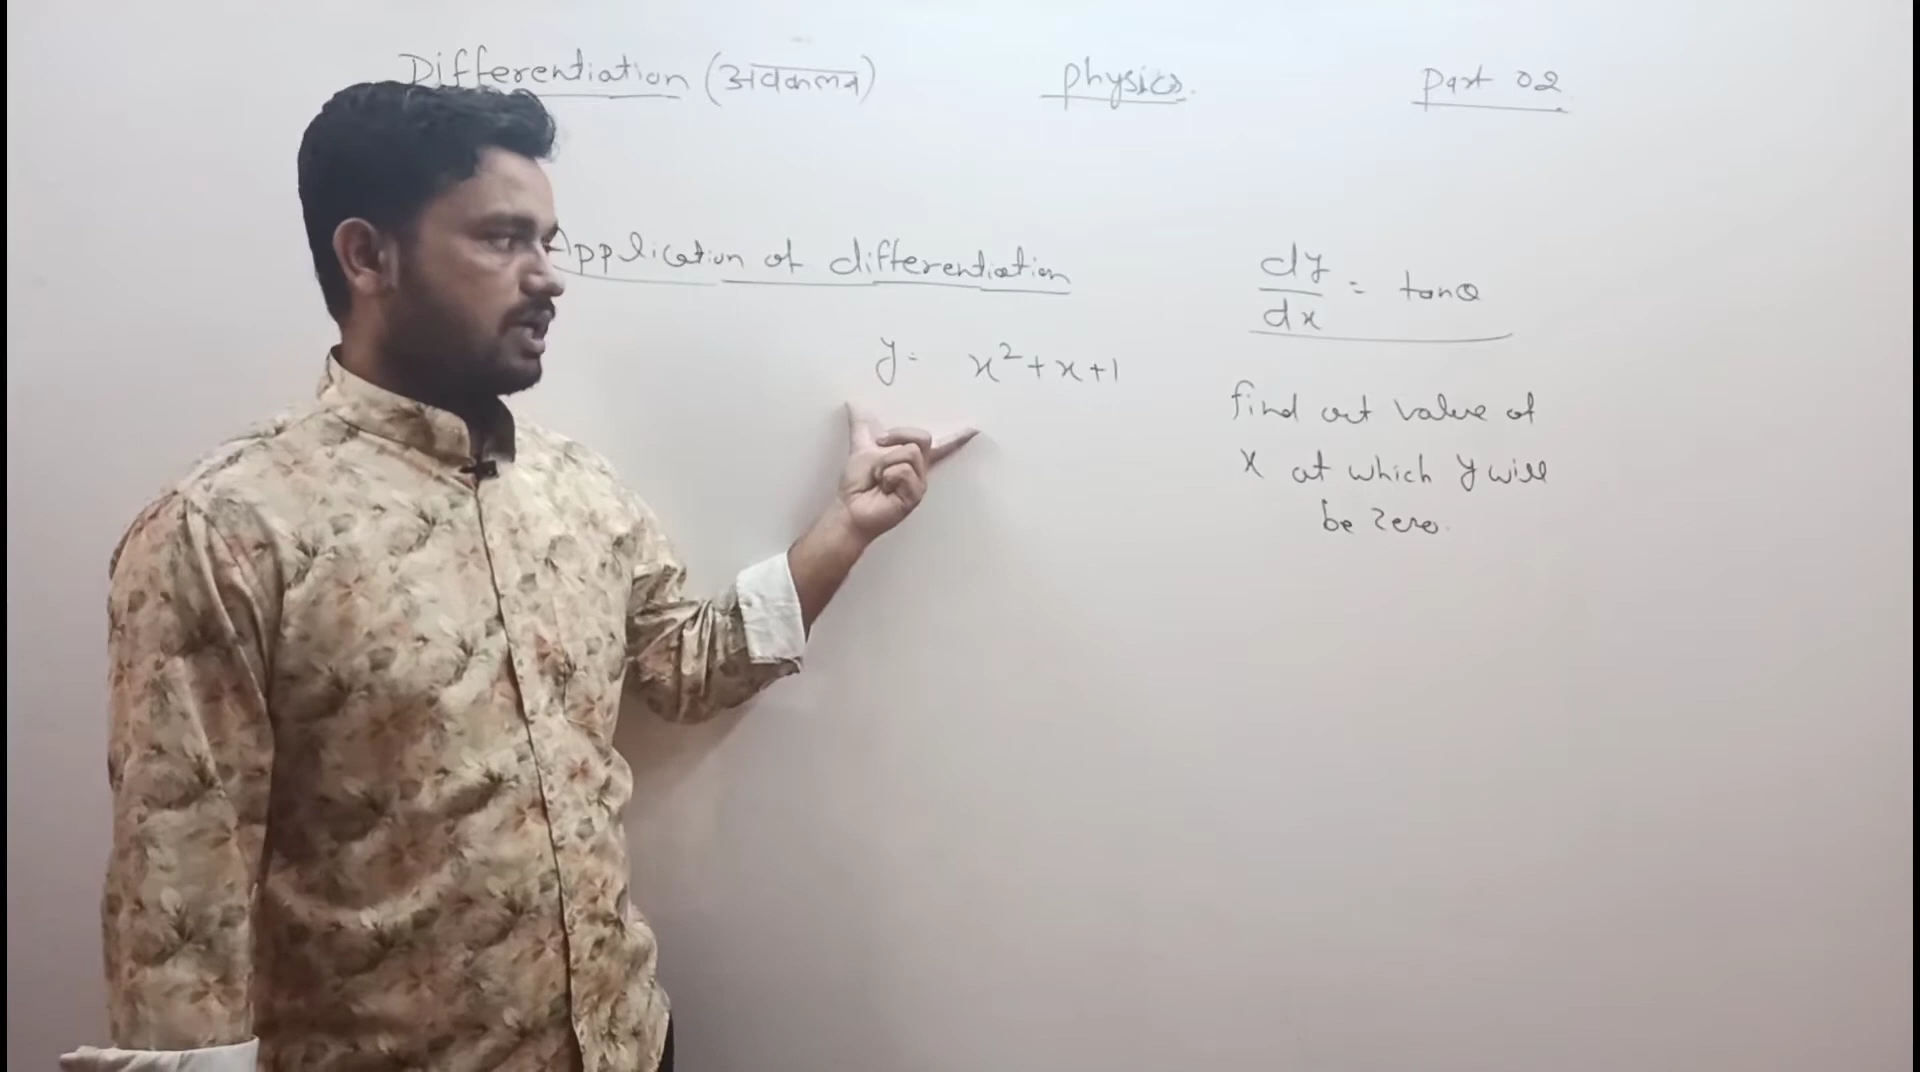 Differentiation (अवकलन) Physics. Part 02
Application of differentiation
dy/dx = tanθ
y = x² + x + 1
find out value of
x at which y will
be zero.